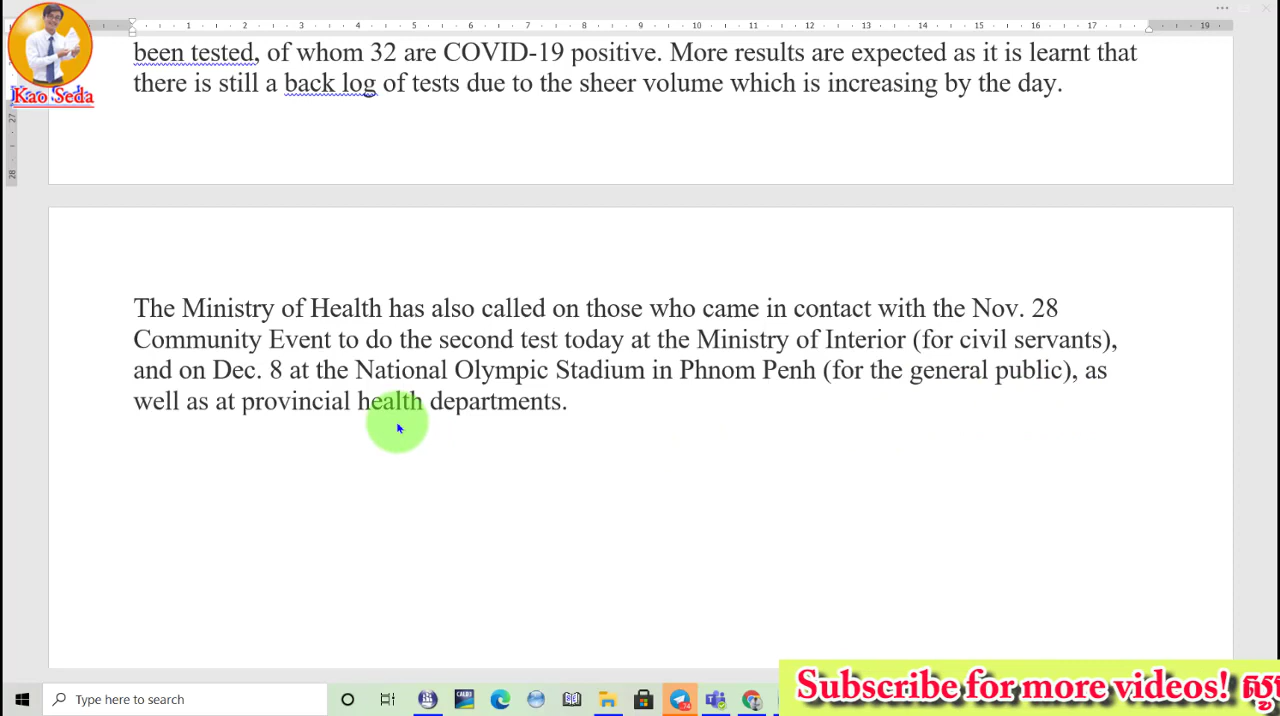 been tested, of whom 32 are COVID-19 positive. More results are expected as it is learnt that
there is still a back log of tests due to the sheer volume which is increasing by the day.
Kao Seda
The Ministry of Health has also called on those who came in contact with the Nov. 28
Community Event to do the second test today at the Ministry of Interior (for civil servants),
and on Dec. 8 at the National Olympic Stadium in Phnom Penh (for the general public), as
well as at provincial health departments.
Type here to search
Subscribe for more videos!